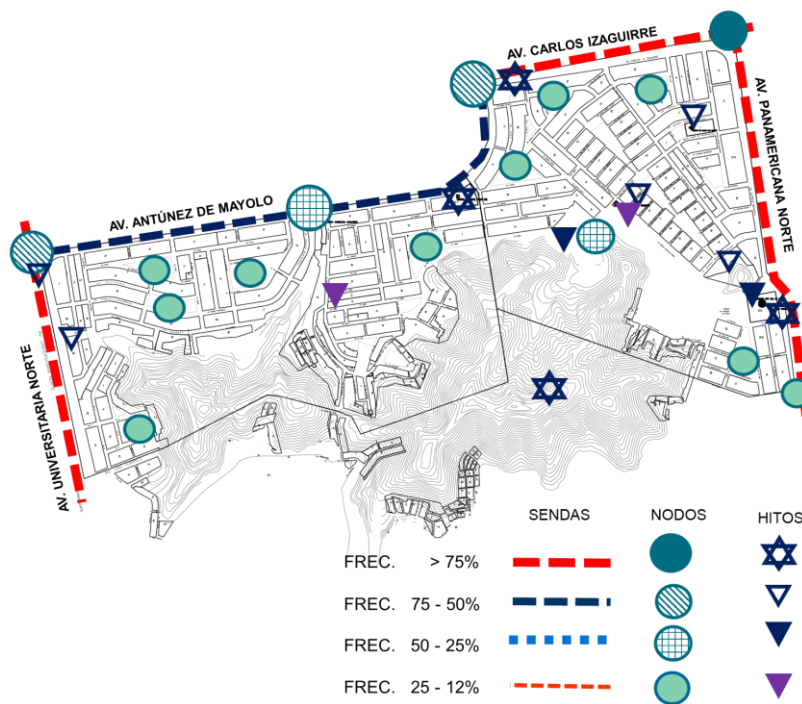 AV. CARLOS IZAGUIRRE
AV. PANAMERICANA NORTE
AV. ANTÚNEZ DE MAYOLO
AV. UNIVERSITARIA NORTE
SENDAS NODOS HITOS
FREC. > 75%
FREC. 75 - 50%
FREC. 50 - 25%
FREC. 25 - 12%